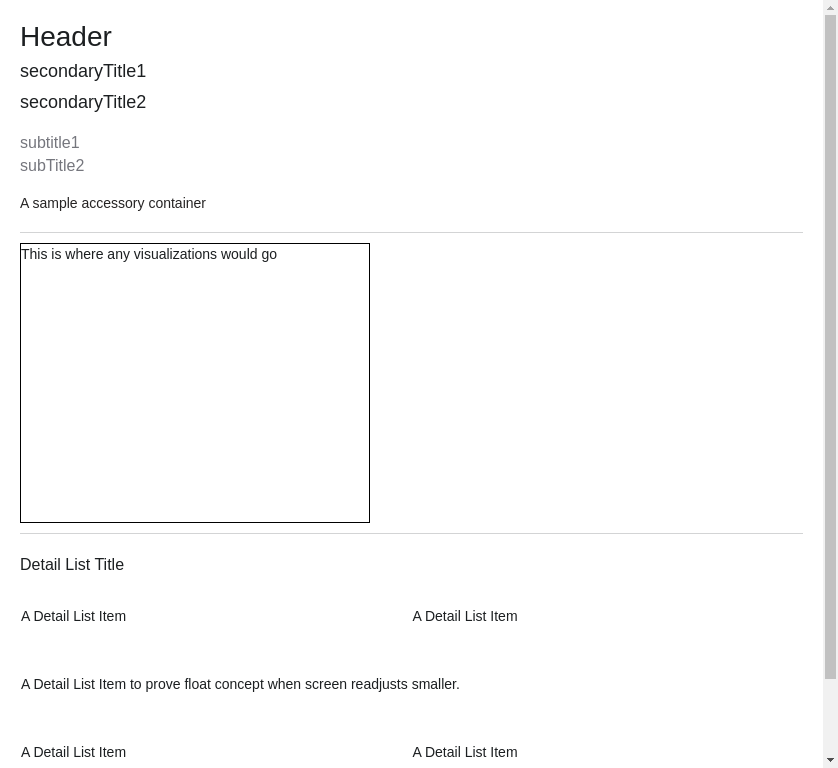 Header
secondaryTitle1
secondaryTitle2
subtitle1
subTitle2
A sample accessory container
This is where any visualizations would go
Detail List Title
A Detail List Item
A Detail List Item
A Detail List Item to prove float concept when screen readjusts smaller.
A Detail List Item
A Detail List Item